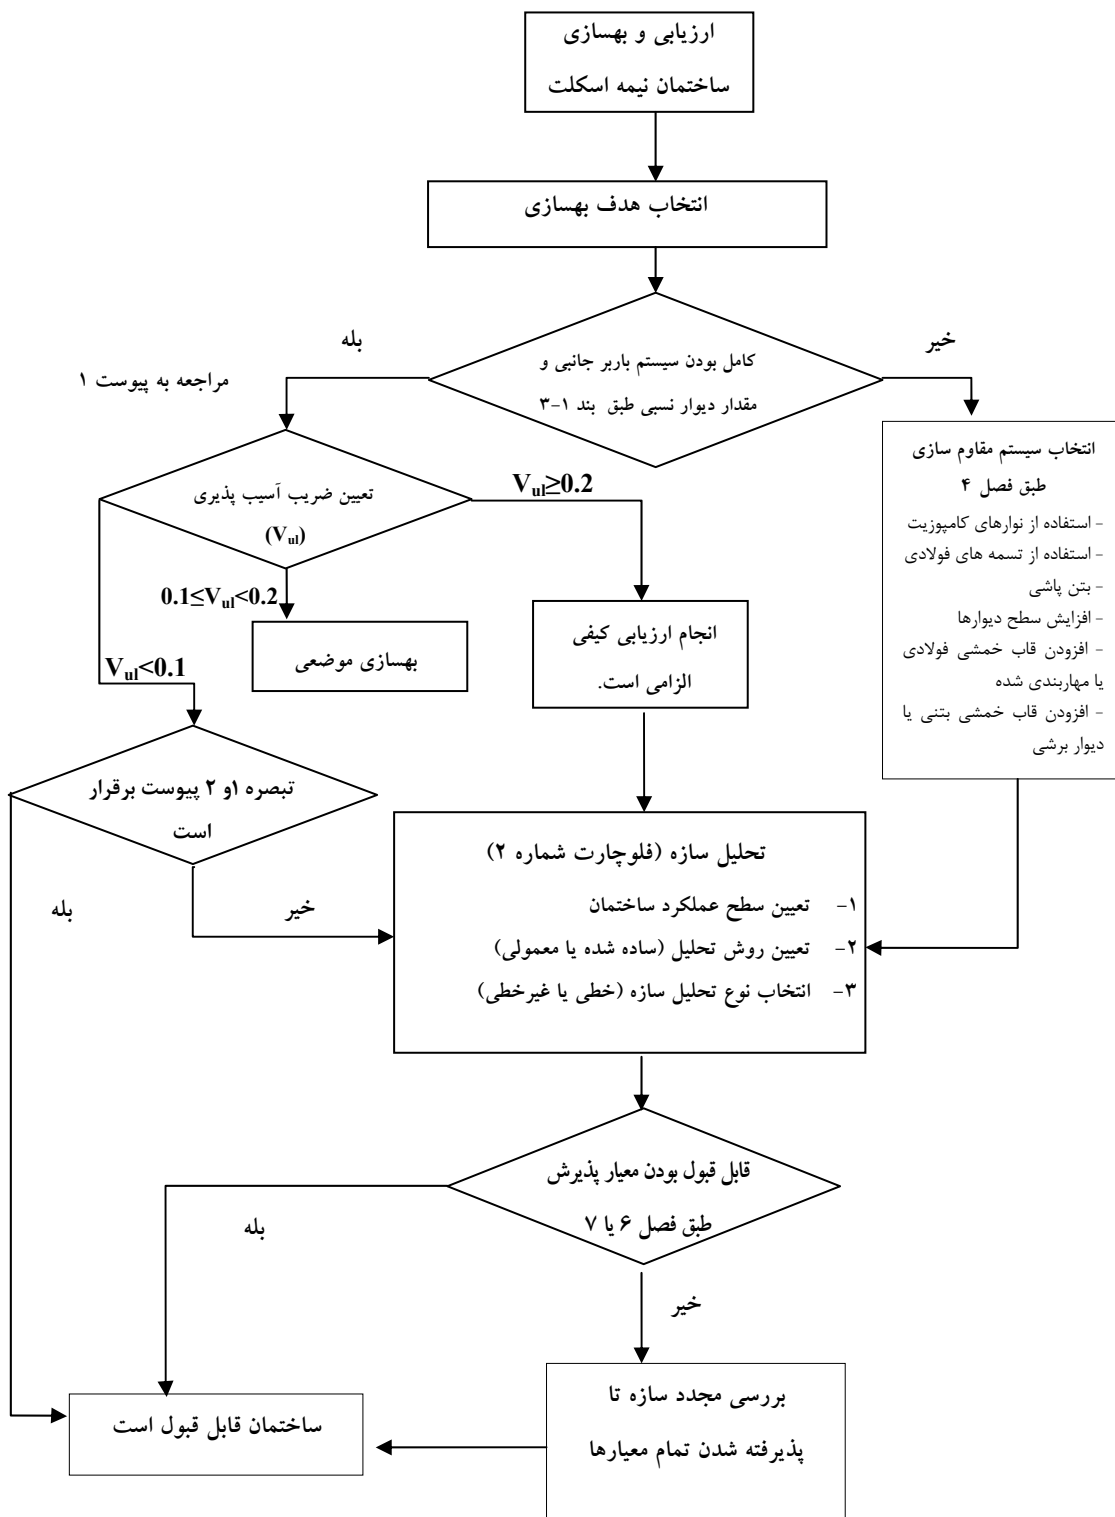 ارزیابی و بهسازی
ساختمان نیمه اسکلت
انتخاب هدف بهسازی
خیر
بله
کامل بودن سیستم باربر جانبی و
مقدار دیوار نسبی طبق بند ۱-۳
مراجعه به پیوست ۱
انتخاب سیستم مقاوم سازی
طبق فصل ۴
- استفاده از نوارهای کامپوزیت
- استفاده از تسمه های فولادی
- بتن پاشی
- افزایش سطح دیوارها
- افزودن قاب خمشی فولادی
یا مهاربندی شده
- افزودن قاب خمشی بتنی یا
دیوار برشی
تعیین ضریب آسیب پذیری
(Vul)
Vul≥0.2
0.1≤Vul<0.2
Vul<0.1
انجام ارزیابی کیفی
الزامی است.
بهسازی موضعی
تبصره ۱و ۲ پیوست برقرار
است
خیر
بله
تحلیل سازه (فلوچارت شماره ۲)
۱- تعیین سطح عملکرد ساختمان
۲- تعیین روش تحلیل (ساده شده یا معمولی)
۳- انتخاب نوع تحلیل سازه (خطی یا غیرخطی)
قابل قبول بودن معیار پذیرش
طبق فصل ۶ یا ۷
بله
خیر
بررسی مجدد سازه تا
پذیرفته شدن تمام معیارها
ساختمان قابل قبول است